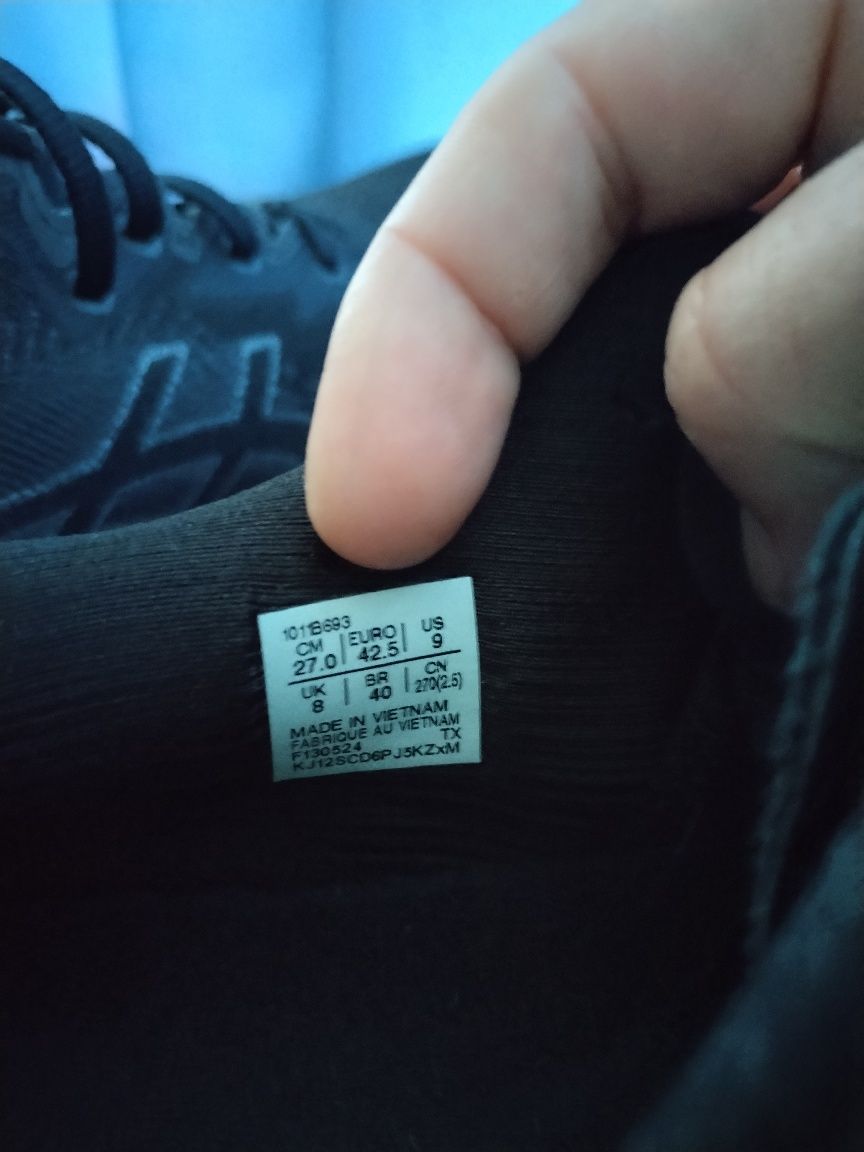 1011B693
CM EURO US
27.0 42.5 9
UK BR CN
8 40 270(2.5)
MADE IN VIETNAM
FABRIQUE AU VIETNAM
F130524 TX
KJ12SCD6PJ5KZxM